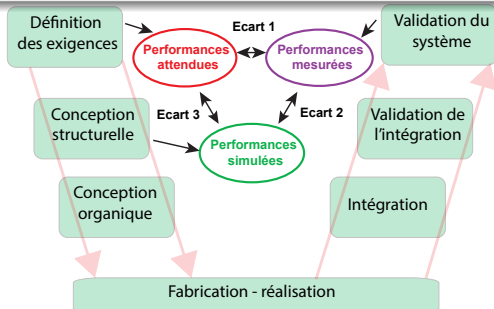 Définition
des exigences
Performances
attendues
Ecart 1
Performances
mesurées
Validation du
système
Conception
structurelle
Ecart 3
Ecart 2
Performances
simulées
Validation de
l'intégration
Conception
organique
Intégration
Fabrication - réalisation